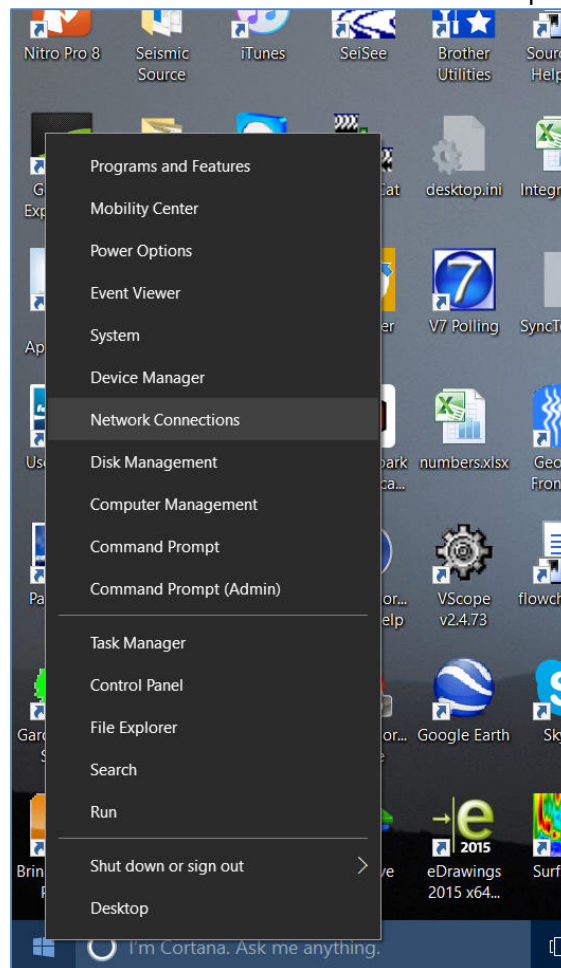 Nitro Pro 8
Seismic
Source
iTunes
SeiSee
Brother
Utilities
desktop.ini
V7 Polling
7
numbers.xlsx
VScope
v2.4.73
Google Earth
2015
eDrawings
2015 x64...
Programs and Features
Mobility Center
Power Options
Event Viewer
System
Device Manager
Network Connections
Disk Management
Computer Management
Command Prompt
Command Prompt (Admin)
Task Manager
Control Panel
File Explorer
Search
Run
Shut down or sign out
Desktop
I'm Cortana. Ask me anything.